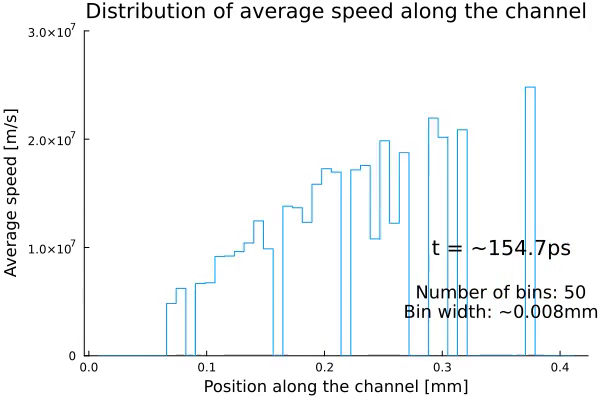 Distribution of average speed along the channel
3.0×10⁷
2.0×10⁷
1.0×10⁷
0
Average speed [m/s]
t = ~154.7ps
Number of bins: 50
Bin width: ~0.008mm
0.0 0.1 0.2 0.3 0.4
Position along the channel [mm]